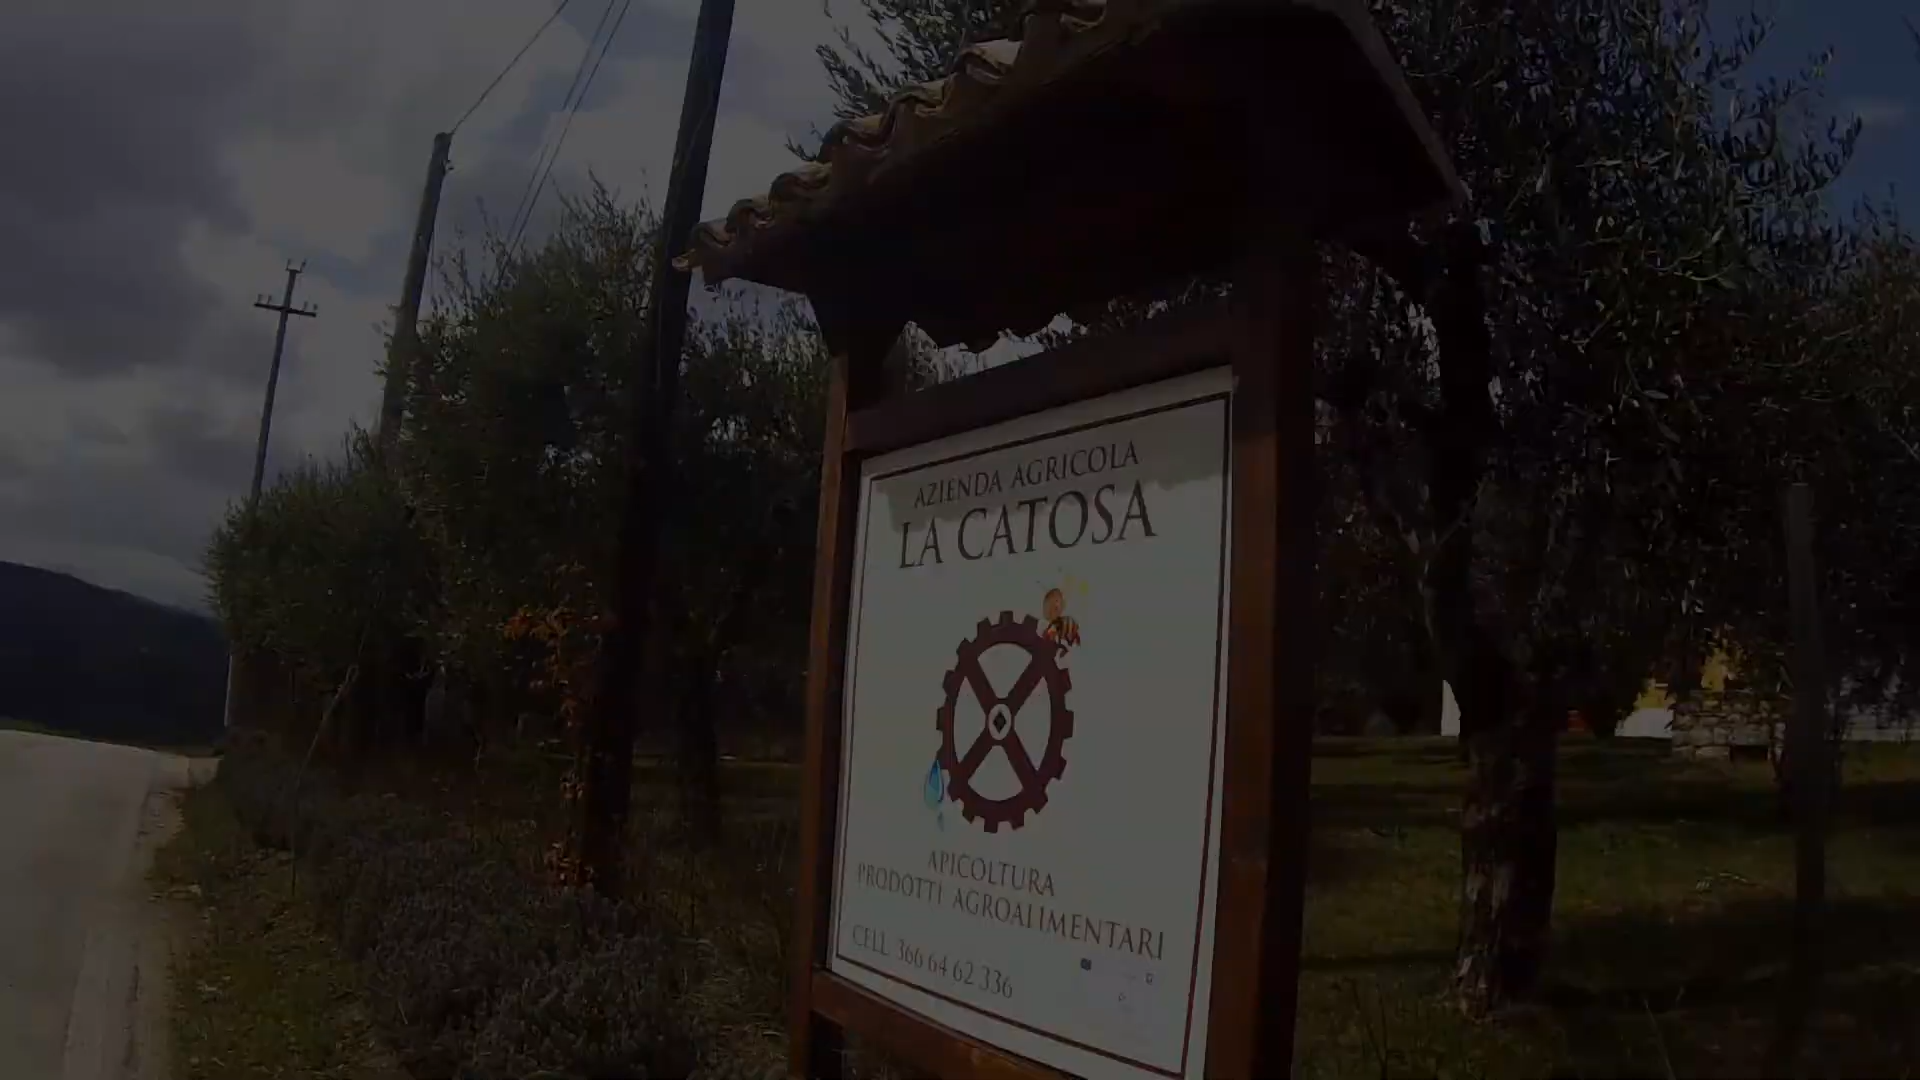 AZIENDA AGRICOLA
LA CATOSA
APICOLTURA
PRODOTTI AGROALIMENTARI
CELL. 366 64 62 336